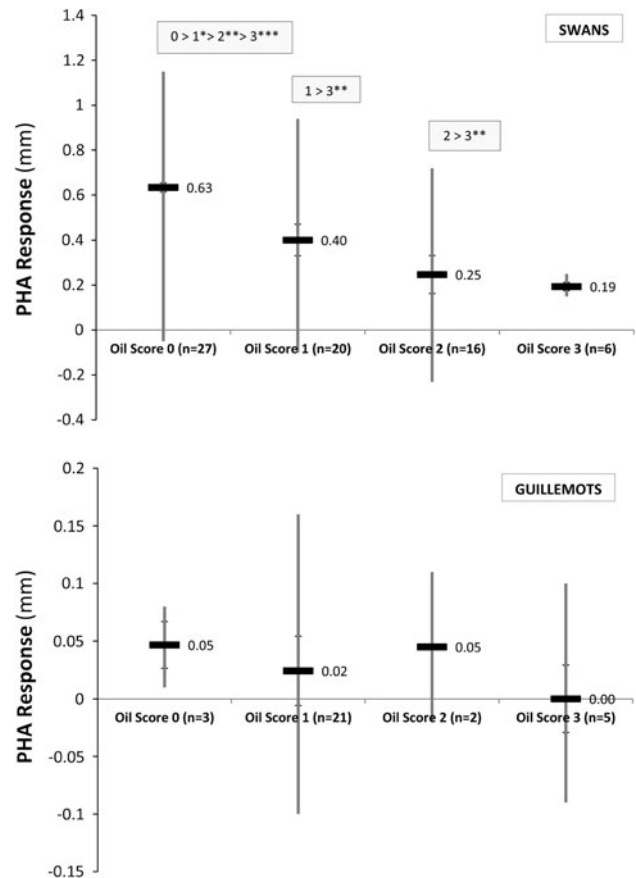 1.4
SWANS
0 > 1*> 2**> 3***
1.2
1 > 3**
1
2 > 3**
0.8
PHA Response (mm)
0.63
0.6
0.40
0.4
0.25
0.19
0.2
0
Oil Score 0 (n=27) Oil Score 1 (n=20) Oil Score 2 (n=16) Oil Score 3 (n=6)
-0.2
-0.4
0.2
GUILLEMOTS
0.15
0.1
PHA Response (mm)
0.05
0.05
0.02
0.05
0.00
0
Oil Score 0 (n=3) Oil Score 1 (n=21) Oil Score 2 (n=2) Oil Score 3 (n=5)
-0.05
-0.1
-0.15